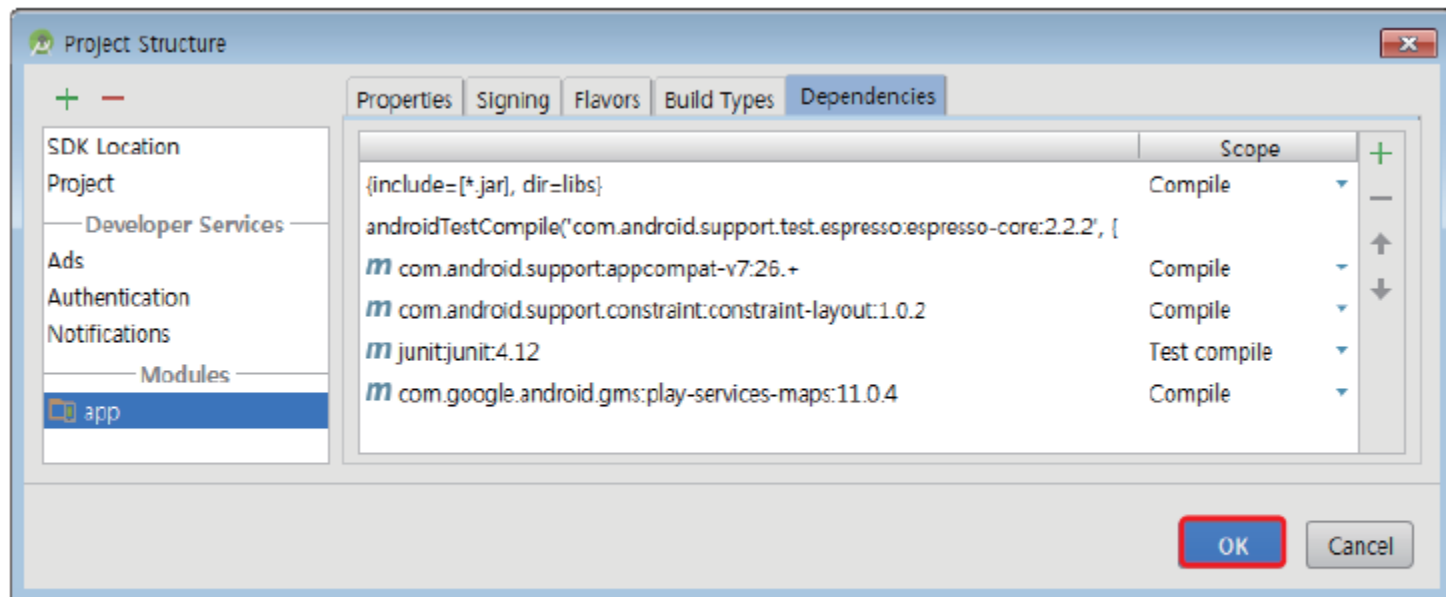 Project Structure
Properties Signing Flavors Build Types Dependencies
SDK Location
Project
Developer Services
Ads
Authentication
Notifications
Modules
app
Scope
{include=[*.jar], dir=libs} Compile
androidTestCompile('com.android.support.test.espresso:espresso-core:2.2.2', {
m com.android.support:appcompat-v7:26.+ Compile
m com.android.support.constraint:constraint-layout:1.0.2 Compile
m junit:junit:4.12 Test compile
m com.google.android.gms:play-services-maps:11.0.4 Compile
OK Cancel